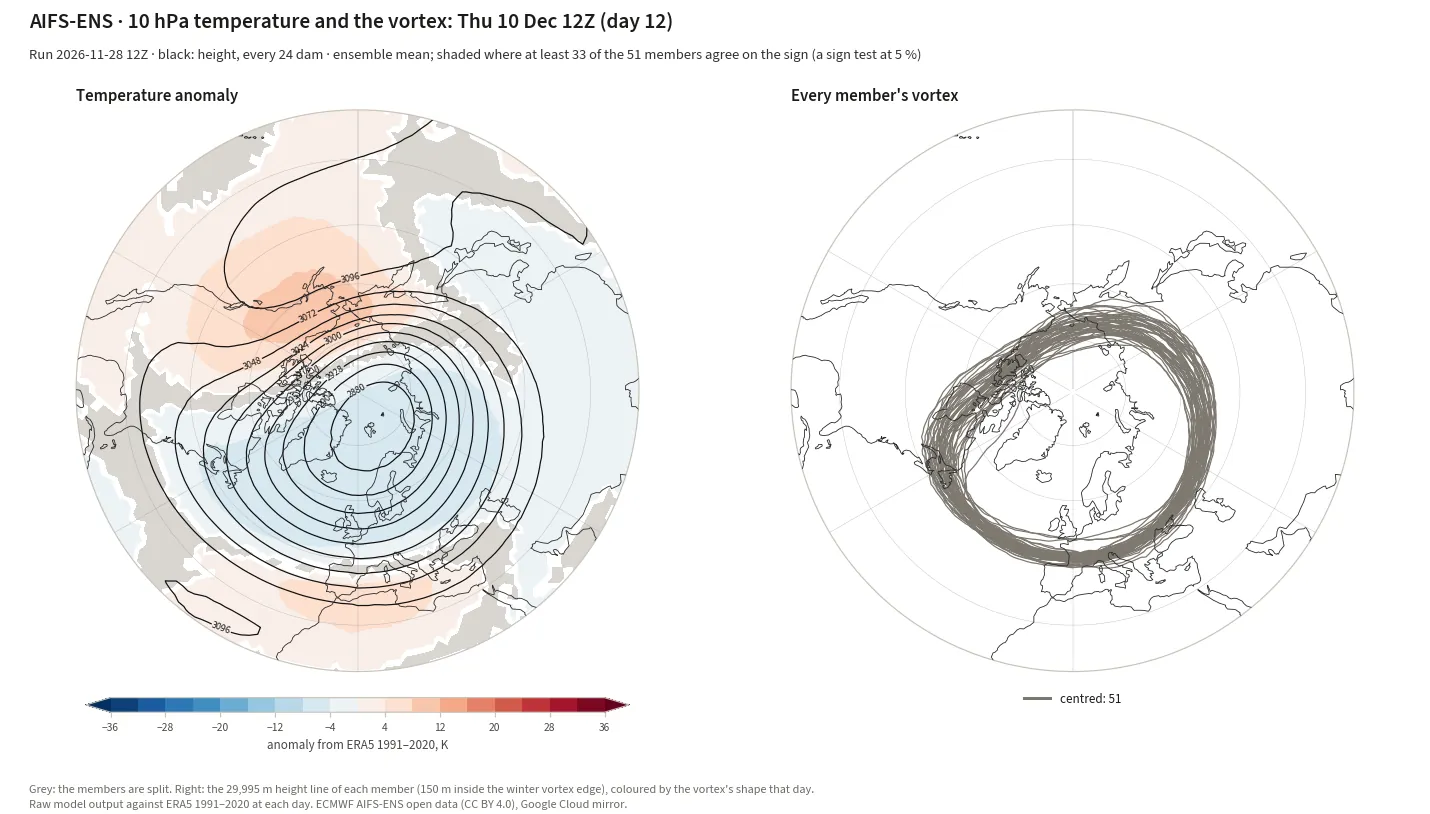 AIFS-ENS · 10 hPa temperature and the vortex: Thu 10 Dec 12Z (day 12)
Run 2026-11-28 12Z · black: height, every 24 dam · ensemble mean; shaded where at least 33 of the 51 members agree on the sign (a sign test at 5 %)
Temperature anomaly
Every member's vortex
3096
3072
3000
3024
3048
2928
2880
3096
−36 −28 −20 −12 −4 4 12 20 28 36
anomaly from ERA5 1991–2020, K
centred: 51
Grey: the members are split. Right: the 29,995 m height line of each member (150 m inside the winter vortex edge), coloured by the vortex's shape that day.
Raw model output against ERA5 1991–2020 at each day. ECMWF AIFS-ENS open data (CC BY 4.0), Google Cloud mirror.